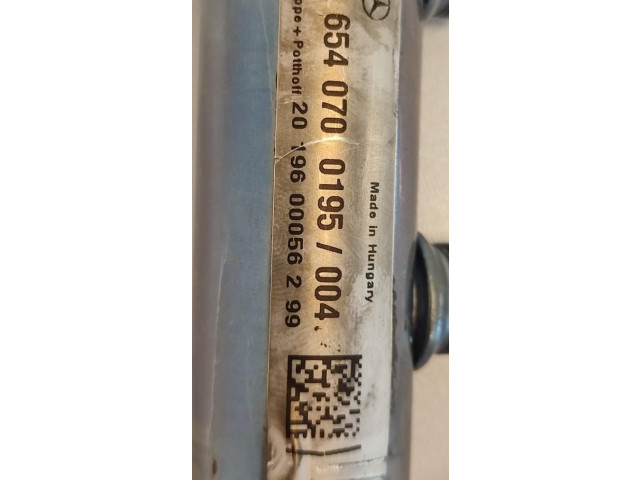 Made in Hungary
654 070 0195 / 004
ppe + Potthoff 20 196 00056 2 99